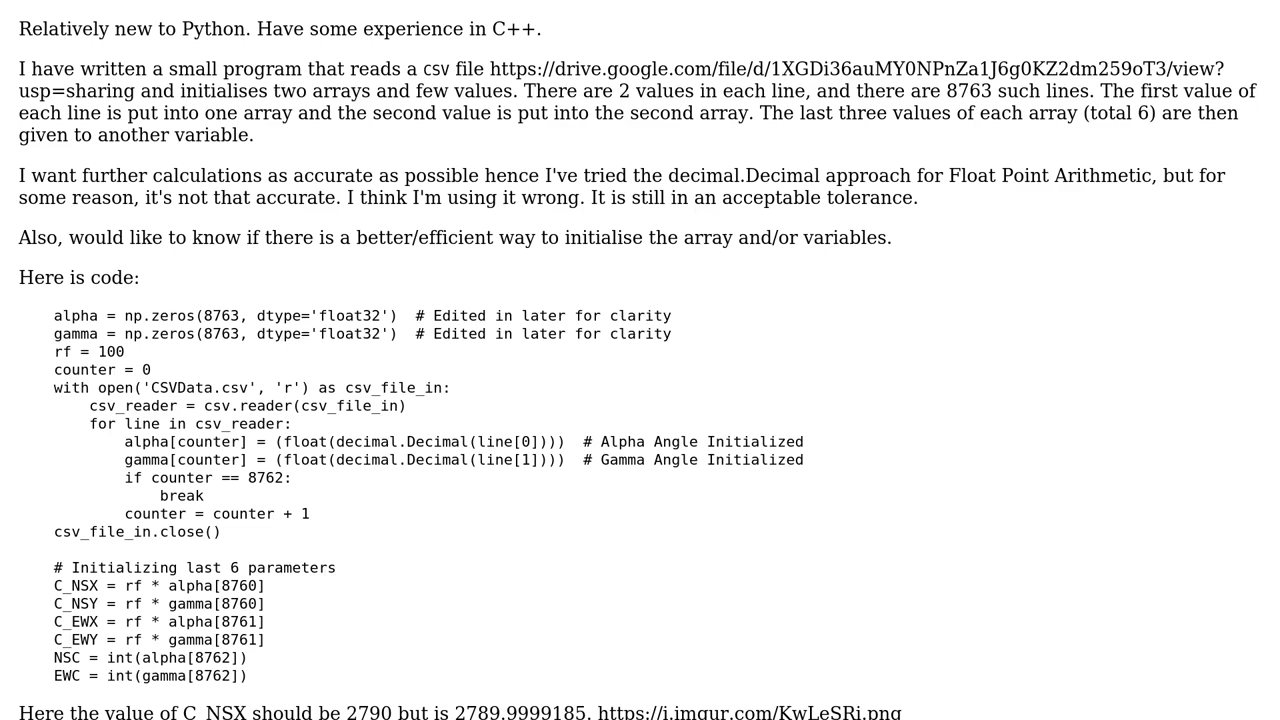 Relatively new to Python. Have some experience in C++.
I have written a small program that reads a csv file https://drive.google.com/file/d/1XGDi36auMY0NPnZa1J6g0KZ2dm259oT3/view?
usp=sharing and initialises two arrays and few values. There are 2 values in each line, and there are 8763 such lines. The first value of
each line is put into one array and the second value is put into the second array. The last three values of each array (total 6) are then
given to another variable.
I want further calculations as accurate as possible hence I've tried the decimal.Decimal approach for Float Point Arithmetic, but for
some reason, it's not that accurate. I think I'm using it wrong. It is still in an acceptable tolerance.
Also, would like to know if there is a better/efficient way to initialise the array and/or variables.
Here is code:
alpha = np.zeros(8763, dtype='float32')  # Edited in later for clarity
gamma = np.zeros(8763, dtype='float32')  # Edited in later for clarity
rf = 100
counter = 0
with open('CSVData.csv', 'r') as csv_file_in:
    csv_reader = csv.reader(csv_file_in)
    for line in csv_reader:
        alpha[counter] = (float(decimal.Decimal(line[0])))  # Alpha Angle Initialized
        gamma[counter] = (float(decimal.Decimal(line[1])))  # Gamma Angle Initialized
        if counter == 8762:
            break
        counter = counter + 1
csv_file_in.close()
# Initializing last 6 parameters
C_NSX = rf * alpha[8760]
C_NSY = rf * gamma[8760]
C_EWX = rf * alpha[8761]
C_EWY = rf * gamma[8761]
NSC = int(alpha[8762])
EWC = int(gamma[8762])
Here the value of C_NSX should be 2790 but is 2789.9999185. https://i.imgur.com/KwLeSRi.png